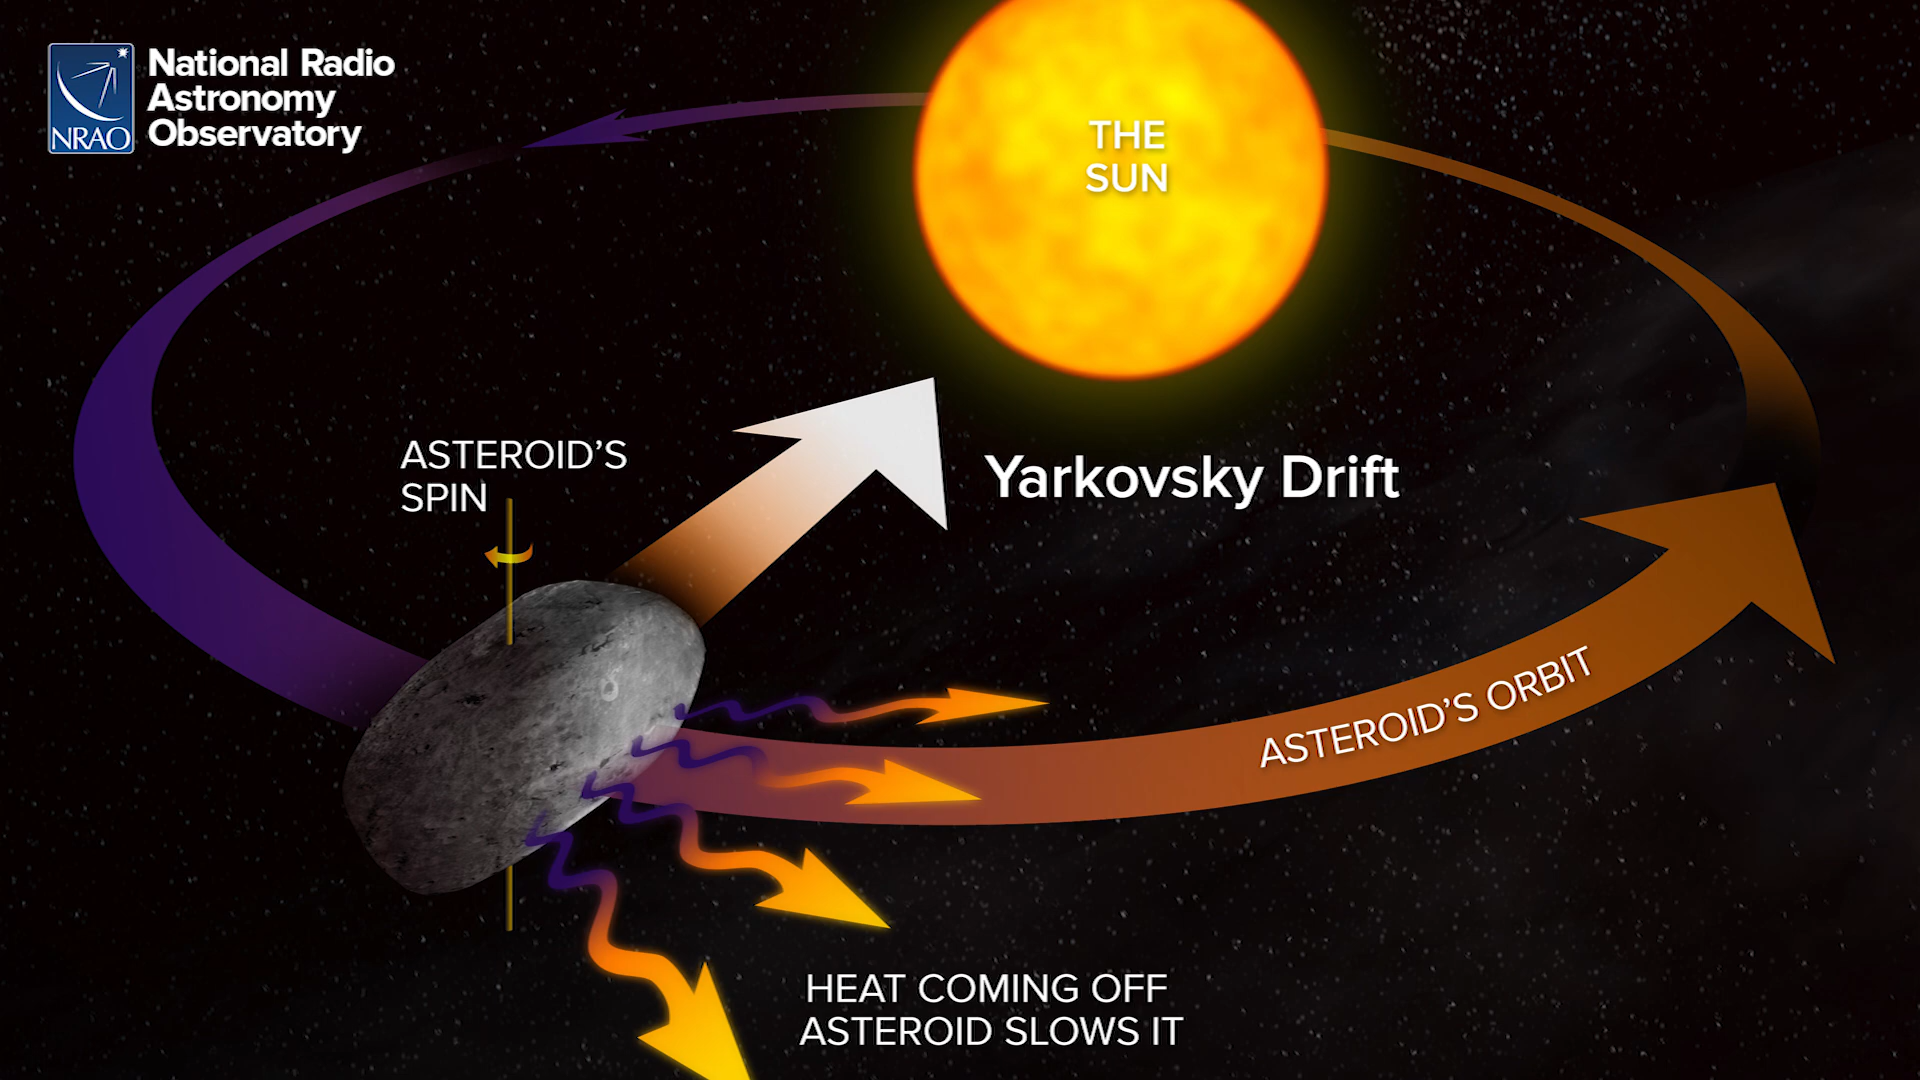 National Radio
Astronomy
Observatory
NRAO
THE
SUN
ASTEROID'S
SPIN
Yarkovsky Drift
ASTEROID'S ORBIT
HEAT COMING OFF
ASTEROID SLOWS IT